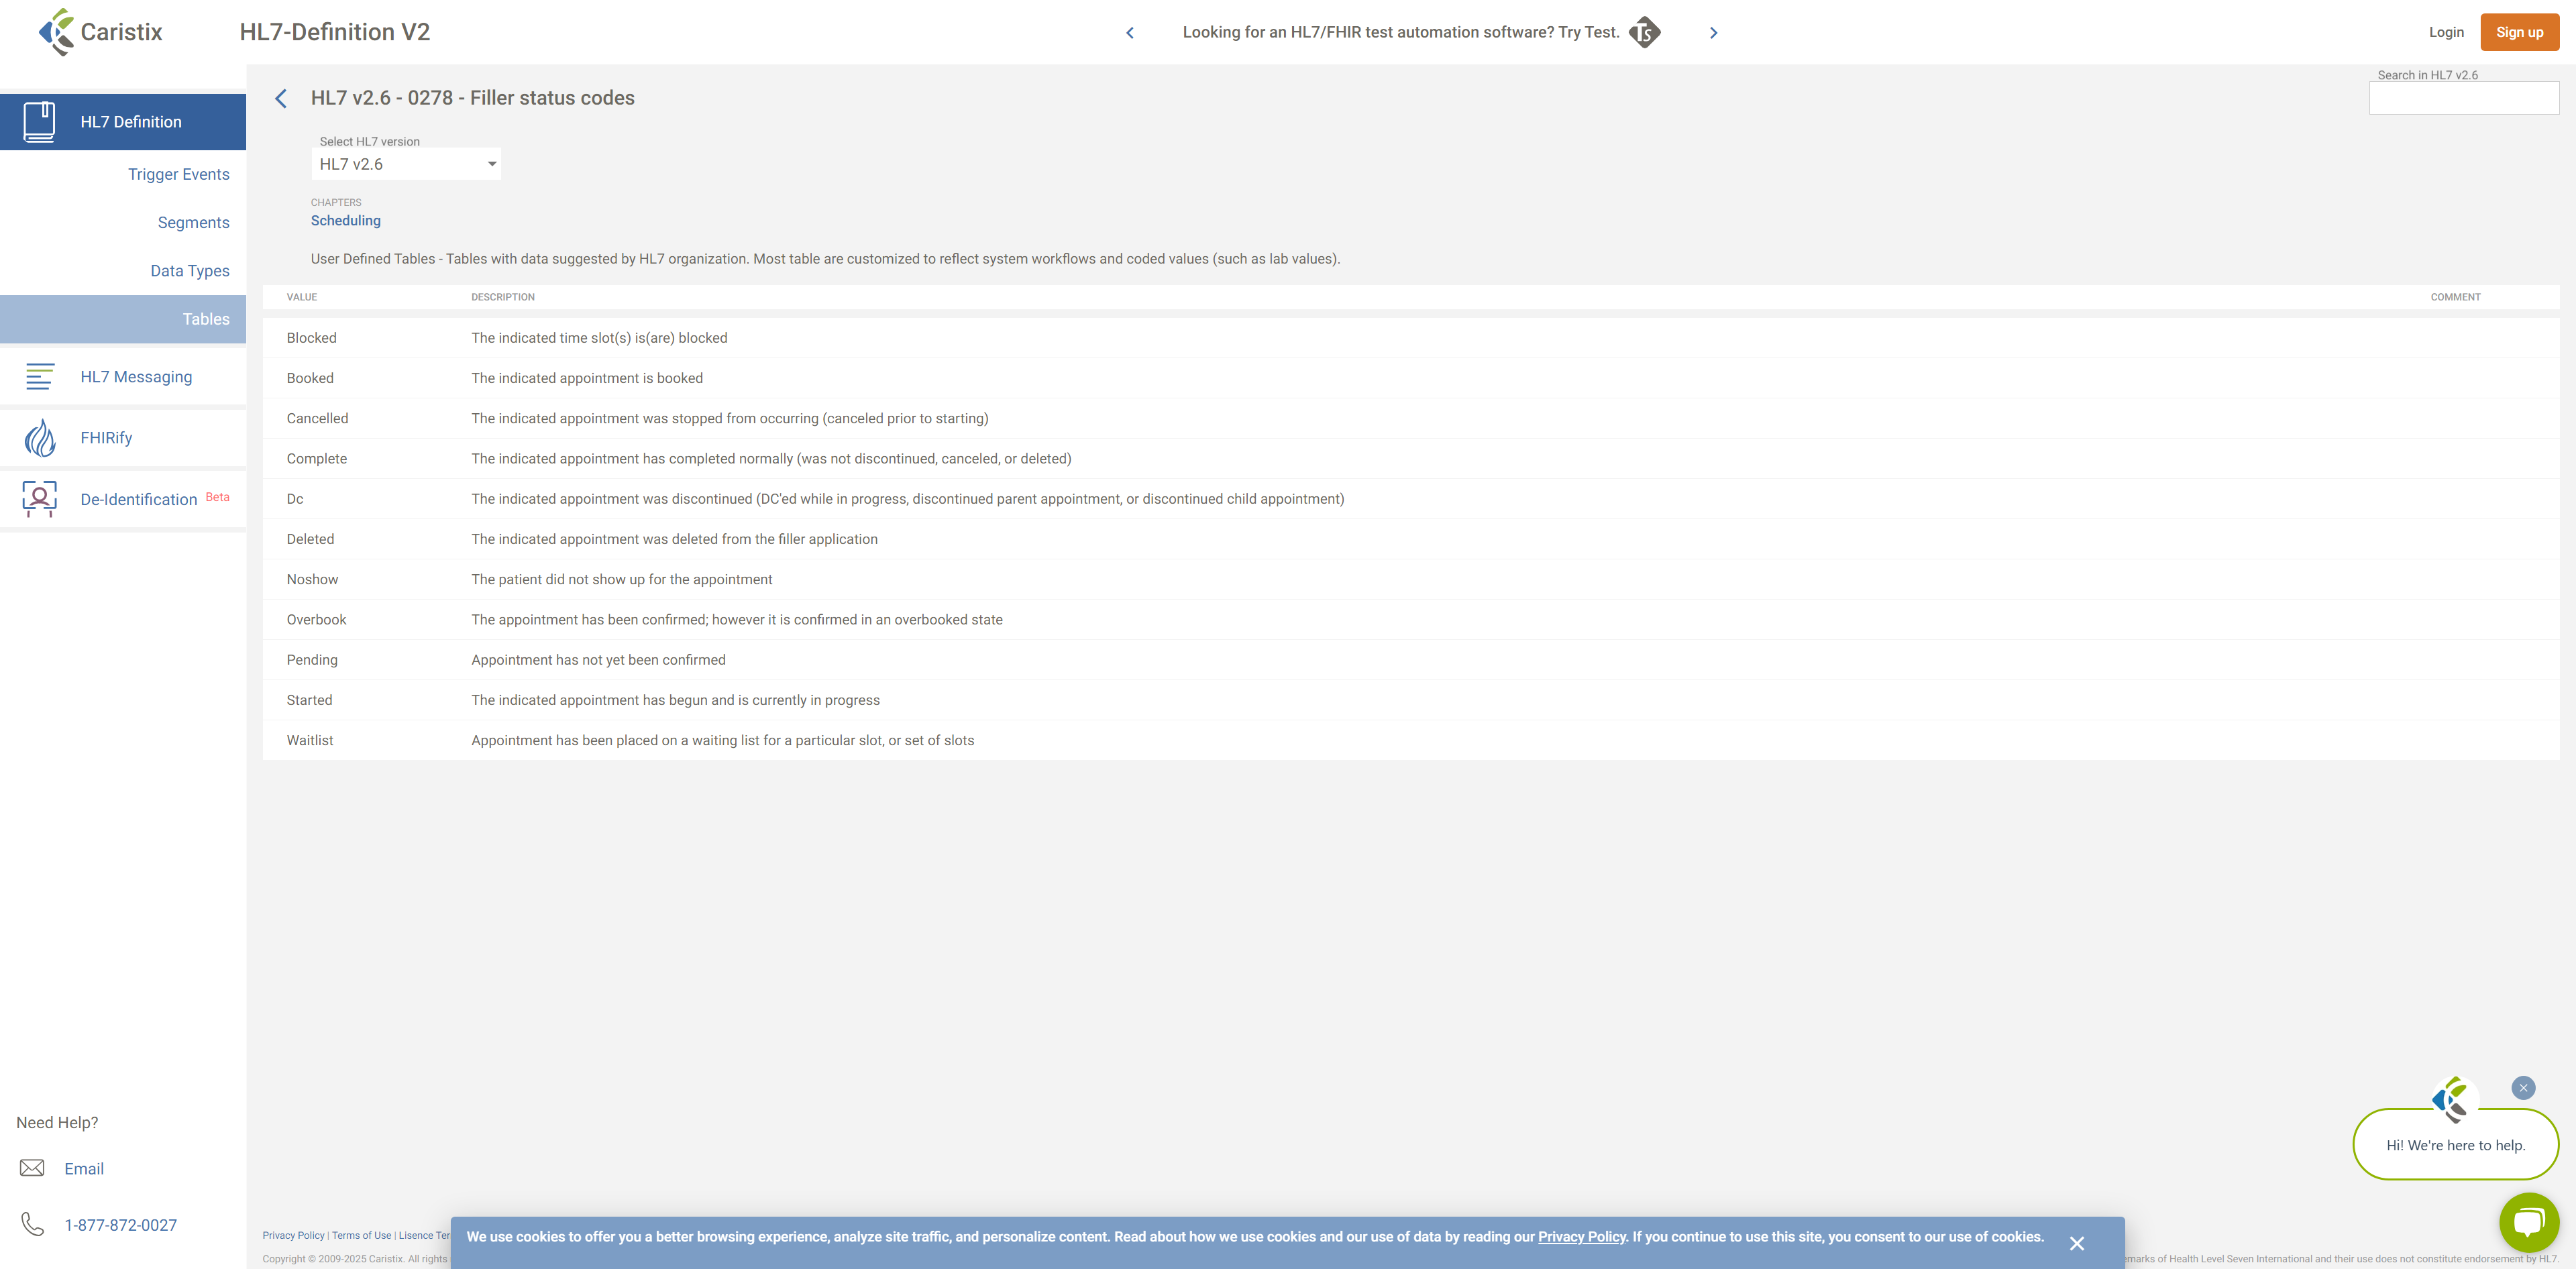 Caristix
HL7-Definition V2
Looking for an HL7/FHIR test automation software? Try Test.
Ts
Login
Sign up
HL7 Definition
Trigger Events
Segments
Data Types
Tables
HL7 Messaging
FHIRify
De-Identification Beta
Need Help?
Email
1-877-872-0027
HL7 v2.6 - 0278 - Filler status codes
Search in HL7 v2.6
Select HL7 version
HL7 v2.6
CHAPTERS
Scheduling
User Defined Tables - Tables with data suggested by HL7 organization. Most table are customized to reflect system workflows and coded values (such as lab values).
VALUE DESCRIPTION COMMENT
Blocked The indicated time slot(s) is(are) blocked
Booked The indicated appointment is booked
Cancelled The indicated appointment was stopped from occurring (canceled prior to starting)
Complete The indicated appointment has completed normally (was not discontinued, canceled, or deleted)
Dc The indicated appointment was discontinued (DC'ed while in progress, discontinued parent appointment, or discontinued child appointment)
Deleted The indicated appointment was deleted from the filler application
Noshow The patient did not show up for the appointment
Overbook The appointment has been confirmed; however it is confirmed in an overbooked state
Pending Appointment has not yet been confirmed
Started The indicated appointment has begun and is currently in progress
Waitlist Appointment has been placed on a waiting list for a particular slot, or set of slots
Hi! We're here to help.
Privacy Policy | Terms of Use | Lisence Ter
We use cookies to offer you a better browsing experience, analyze site traffic, and personalize content. Read about how we use cookies and our use of data by reading our Privacy Policy. If you continue to use this site, you consent to our use of cookies.
Copyright © 2009-2025 Caristix. All rights
emarks of Health Level Seven International and their use does not constitute endorsement by HL7.